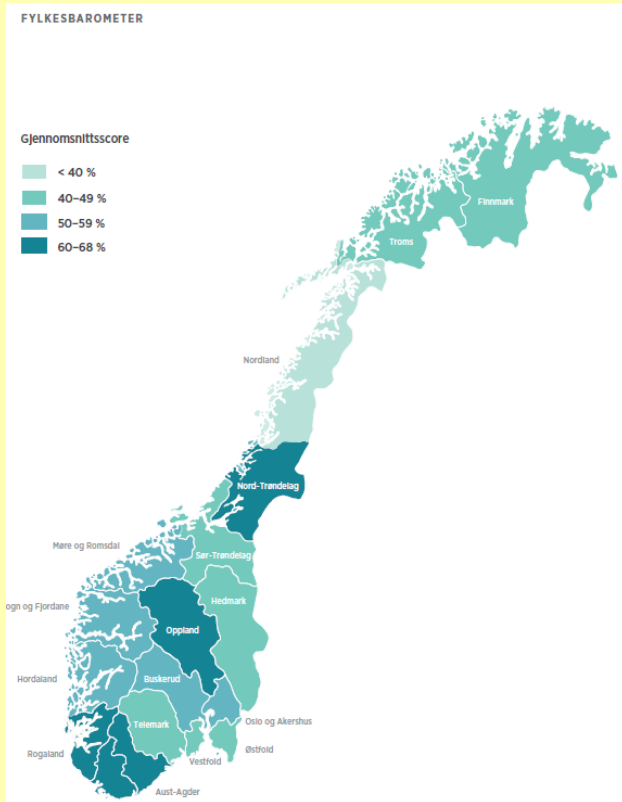 FYLKESBAROMETER
Gjennomsnittsscore
< 40 %
40–49 %
50–59 %
60–68 %
Finnmark
Troms
Nordland
Nord-Trøndelag
Møre og Romsdal
Sør-Trøndelag
Hedmark
ogn og Fjordane
Oppland
Hordaland
Buskerud
Oslo og Akershus
Telemark
Østfold
Rogaland
Vestfold
Aust-Agder